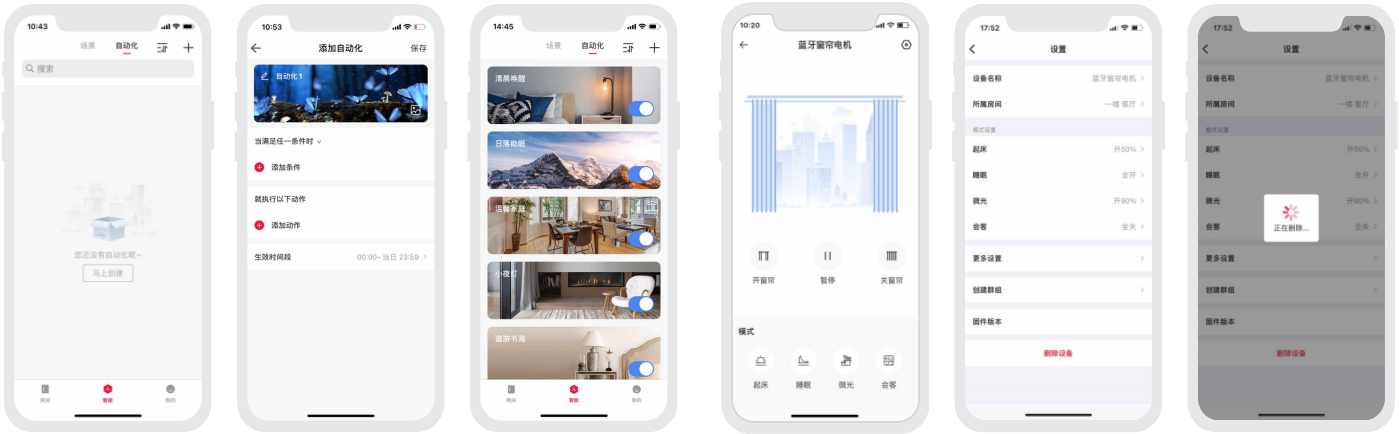 10:43
场景 自动化
搜索
您还没有自动化呢~
马上创建
房间 智能 我的
10:53
添加自动化 保存
自动化 1
当满足任一条件时
添加条件
就执行以下动作
添加动作
生效时间段 00:00~当日 23:59
14:45
场景 自动化
清晨唤醒
日落助眠
温馨家庭
小夜灯
遨游书海
房间 智能 我的
10:20
蓝牙窗帘电机
开窗帘 暂停 关窗帘
模式
起床 睡眠 微光 会客
17:52
设置
设备名称 蓝牙窗帘电机
所属房间 一楼 客厅
模式设置
起床 开50%
睡眠 全开
微光 开90%
会客 全关
更多设置
创建群组
固件版本
删除设备
17:52
设置
设备名称 蓝牙窗帘电机
所属房间 一楼 客厅
模式设置
起床 开50%
睡眠 全开
微光 开90%
会客 全关
正在删除...
更多设置
创建群组
固件版本
删除设备